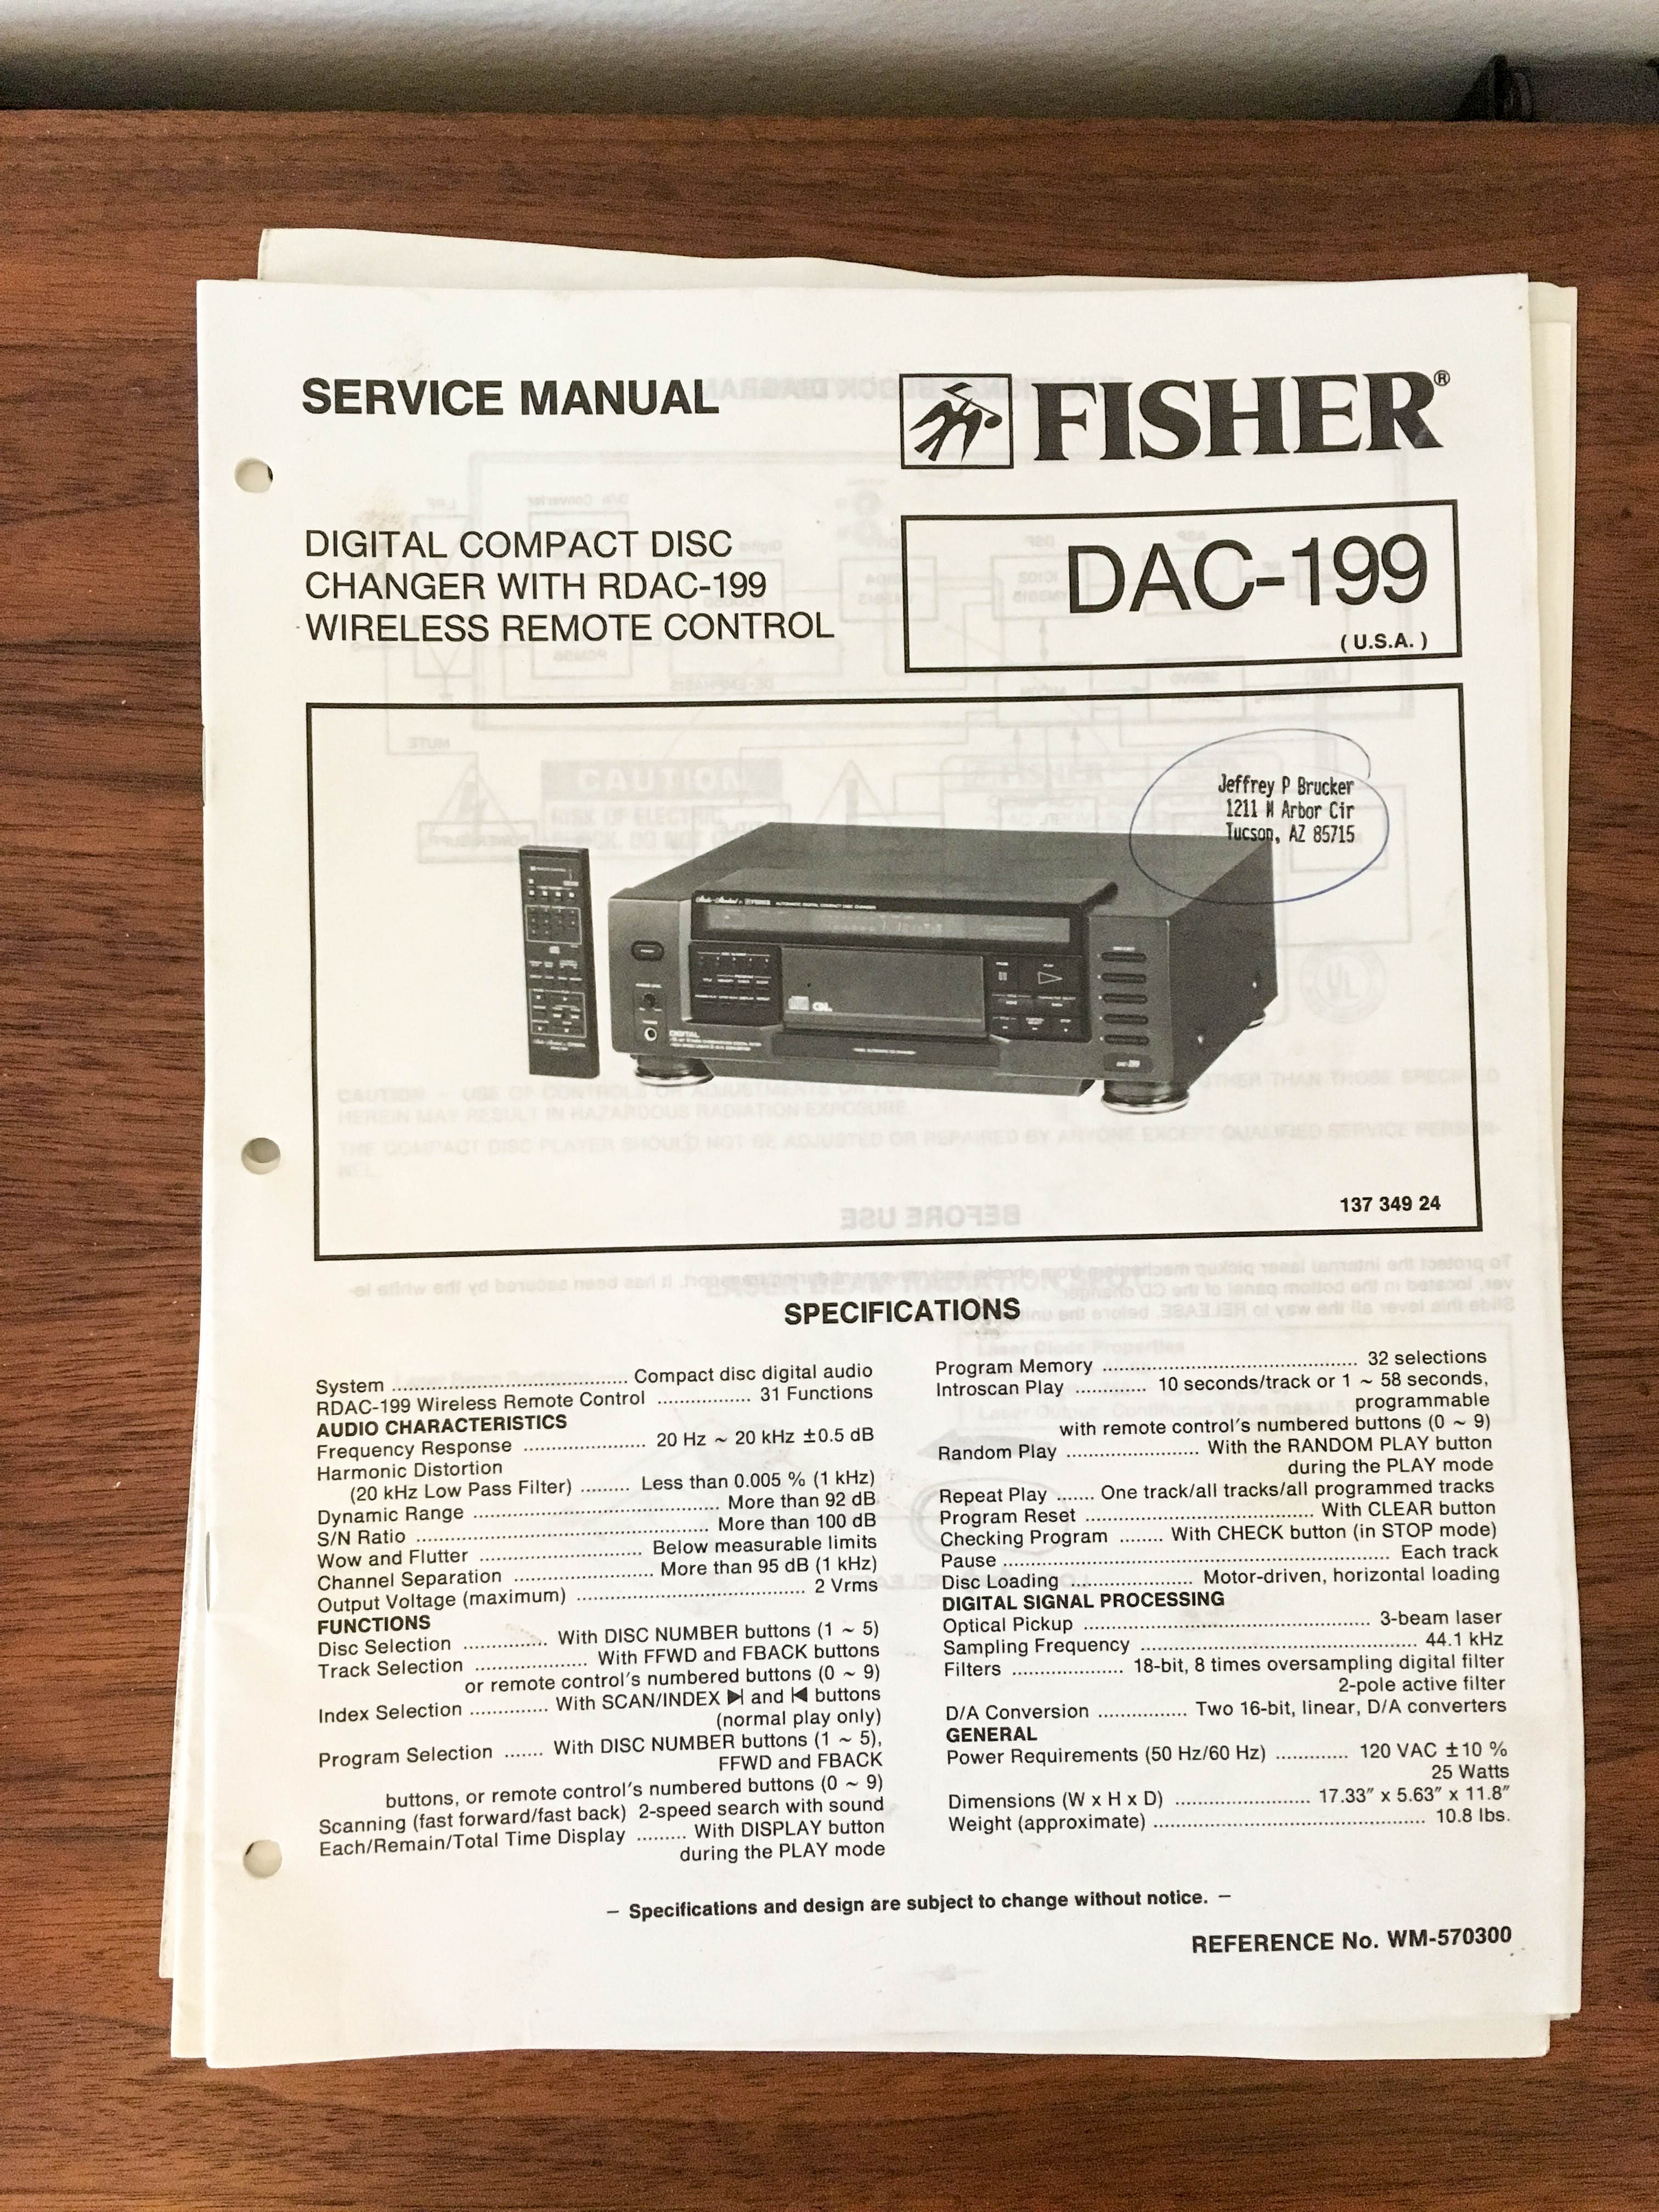 SERVICE MANUAL
FISHER®
DIGITAL COMPACT DISC
CHANGER WITH RDAC-199
WIRELESS REMOTE CONTROL
DAC-199
( U.S.A. )
Jeffrey P Brucker
1211 N Arbor Cir
Tucson, AZ 85715
137 349 24
SPECIFICATIONS
System ................................ Compact disc digital audio
RDAC-199 Wireless Remote Control ................ 31 Functions
AUDIO CHARACTERISTICS
Frequency Response ..................... 20 Hz ~ 20 kHz ±0.5 dB
Harmonic Distortion
(20 kHz Low Pass Filter) ......... Less than 0.005 % (1 kHz)
Dynamic Range .......................................... More than 92 dB
S/N Ratio .................................................. More than 100 dB
Wow and Flutter ............................ Below measurable limits
Channel Separation ........................ More than 95 dB (1 kHz)
Output Voltage (maximum) ....................................... 2 Vrms
FUNCTIONS
Disc Selection ............... With DISC NUMBER buttons (1 ~ 5)
Track Selection ................... With FFWD and FBACK buttons
or remote control's numbered buttons (0 ~ 9)
Index Selection .............. With SCAN/INDEX ▶| and |◀ buttons
(normal play only)
Program Selection ....... With DISC NUMBER buttons (1 ~ 5),
FFWD and FBACK
buttons, or remote control's numbered buttons (0 ~ 9)
Scanning (fast forward/fast back) 2-speed search with sound
Each/Remain/Total Time Display ......... With DISPLAY button
during the PLAY mode
Program Memory ............................................ 32 selections
Introscan Play ............. 10 seconds/track or 1 ~ 58 seconds,
programmable
with remote control's numbered buttons (0 ~ 9)
Random Play ....................... With the RANDOM PLAY button
during the PLAY mode
Repeat Play ....... One track/all tracks/all programmed tracks
Program Reset ....................................... With CLEAR button
Checking Program ........ With CHECK button (in STOP mode)
Pause .................................................................. Each track
Disc Loading ..................... Motor-driven, horizontal loading
DIGITAL SIGNAL PROCESSING
Optical Pickup ................................................. 3-beam laser
Sampling Frequency ................................................ 44.1 kHz
Filters ................... 18-bit, 8 times oversampling digital filter
2-pole active filter
D/A Conversion ................ Two 16-bit, linear, D/A converters
GENERAL
Power Requirements (50 Hz/60 Hz) ............. 120 VAC ±10 %
25 Watts
Dimensions (W x H x D) ....................... 17.33″ x 5.63″ x 11.8″
Weight (approximate) ............................................... 10.8 lbs.
– Specifications and design are subject to change without notice. –
REFERENCE No. WM-570300